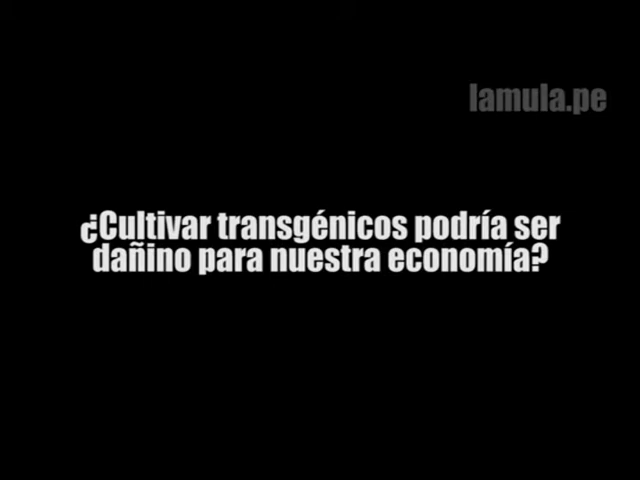 lamula.pe
¿Cultivar transgénicos podría ser
dañino para nuestra economía?